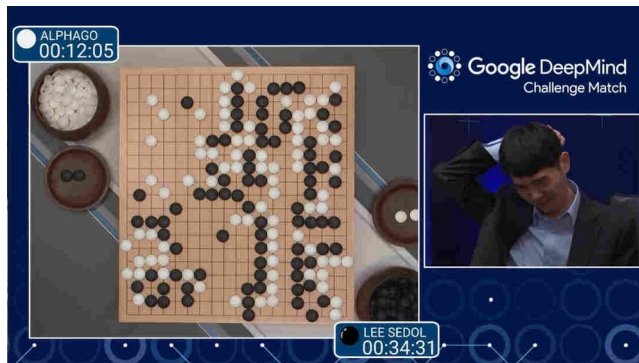 ALPHAGO
00:12:05
Google DeepMind
Challenge Match
LEE SEDOL
00:34:31